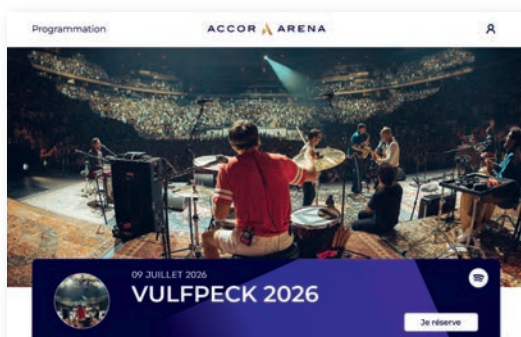 Programmation
ACCOR ARENA
09 JUILLET 2026
VULFPECK 2026
Je réserve